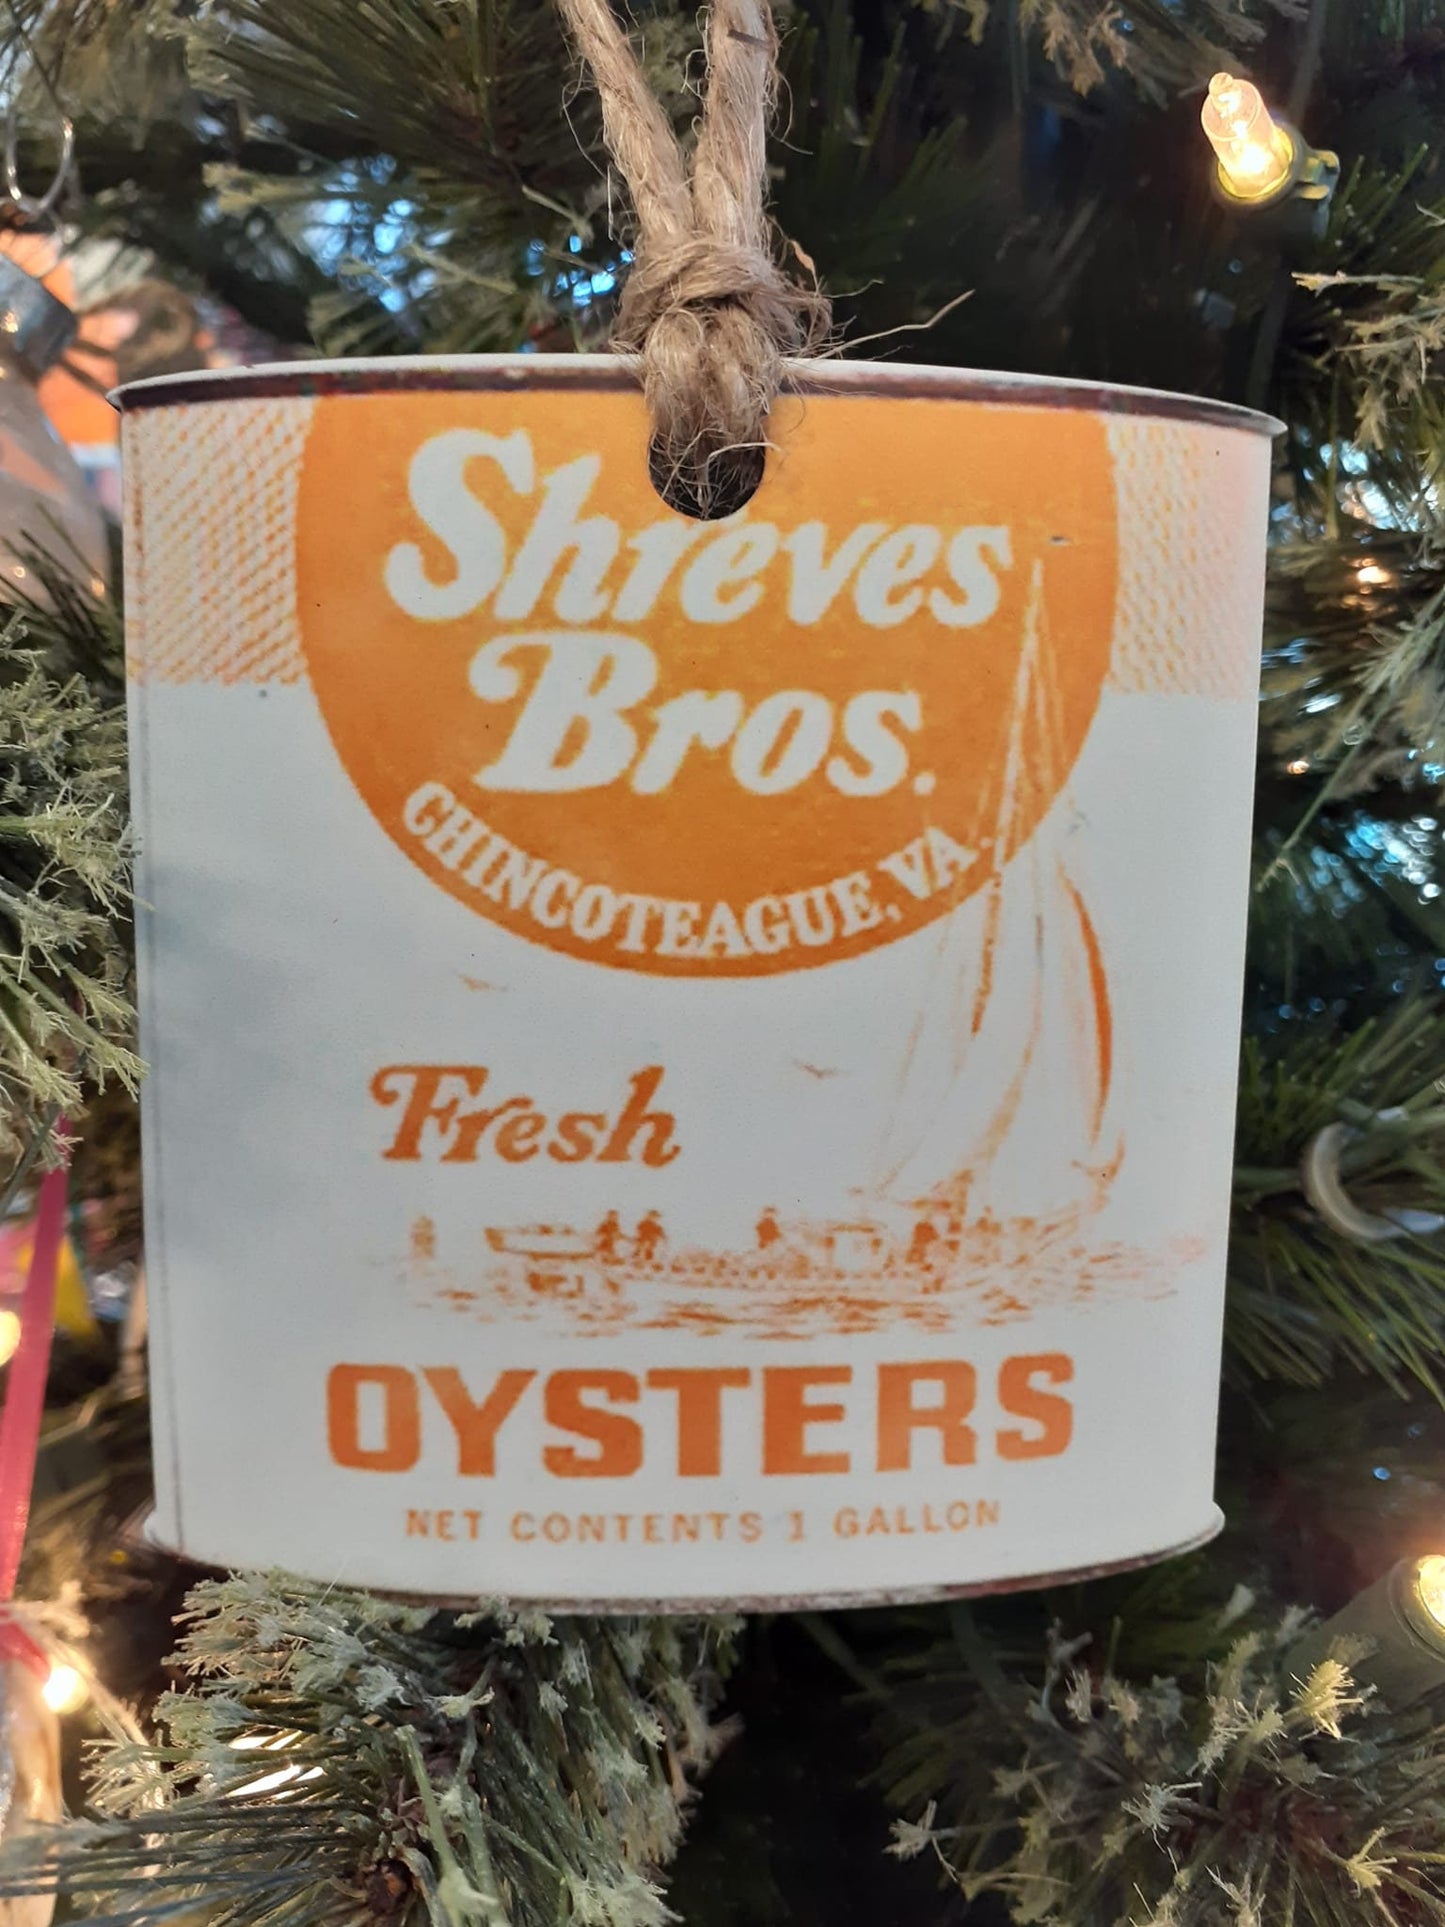 Shreves
Bros.
CHINCOTEAGUE, VA.
Fresh
OYSTERS
NET CONTENTS 1 GALLON